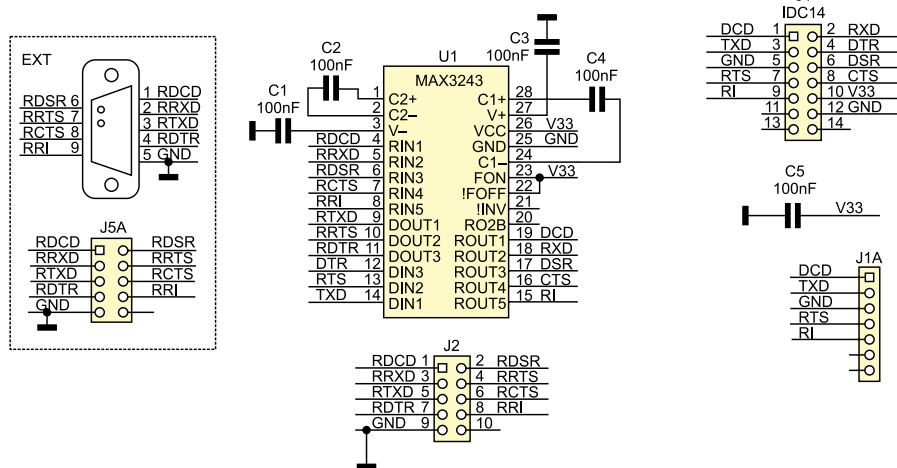 EXT
RDSR 6
RRTS 7
RCTS 8
RRI 9
1 RDCD
2 RRXD
3 RTXD
4 RDTR
5 GND
J5A
RDCD RDSR
RRXD RRTS
RTXD RCTS
RDTR RRI
GND
C1
100nF
C2
100nF
C3
100nF
C4
100nF
U1
MAX3243
1 C2+ C1+ 28
2 C2– V+ 27
3 V– VCC 26 V33
RDCD 4 RIN1 GND 25 GND
RRXD 5 RIN2 C1– 24
RDSR 6 RIN3 FON 23 V33
RCTS 7 RIN4 !FOFF 22
RRI 8 RIN5 !INV 21
RTXD 9 DOUT1 RO2B 20
RRTS 10 DOUT2 ROUT1 19 DCD
RDTR 11 DOUT3 ROUT2 18 RXD
DTR 12 DIN3 ROUT3 17 DSR
RTS 13 DIN2 ROUT4 16 CTS
TXD 14 DIN1 ROUT5 15 RI
J2
RDCD 1 2 RDSR
RRXD 3 4 RRTS
RTXD 5 6 RCTS
RDTR 7 8 RRI
GND 9 10
IDC14
DCD 1 2 RXD
TXD 3 4 DTR
GND 5 6 DSR
RTS 7 8 CTS
RI 9 10 V33
11 12 GND
13 14
C5
100nF
V33
J1A
DCD
TXD
GND
RTS
RI